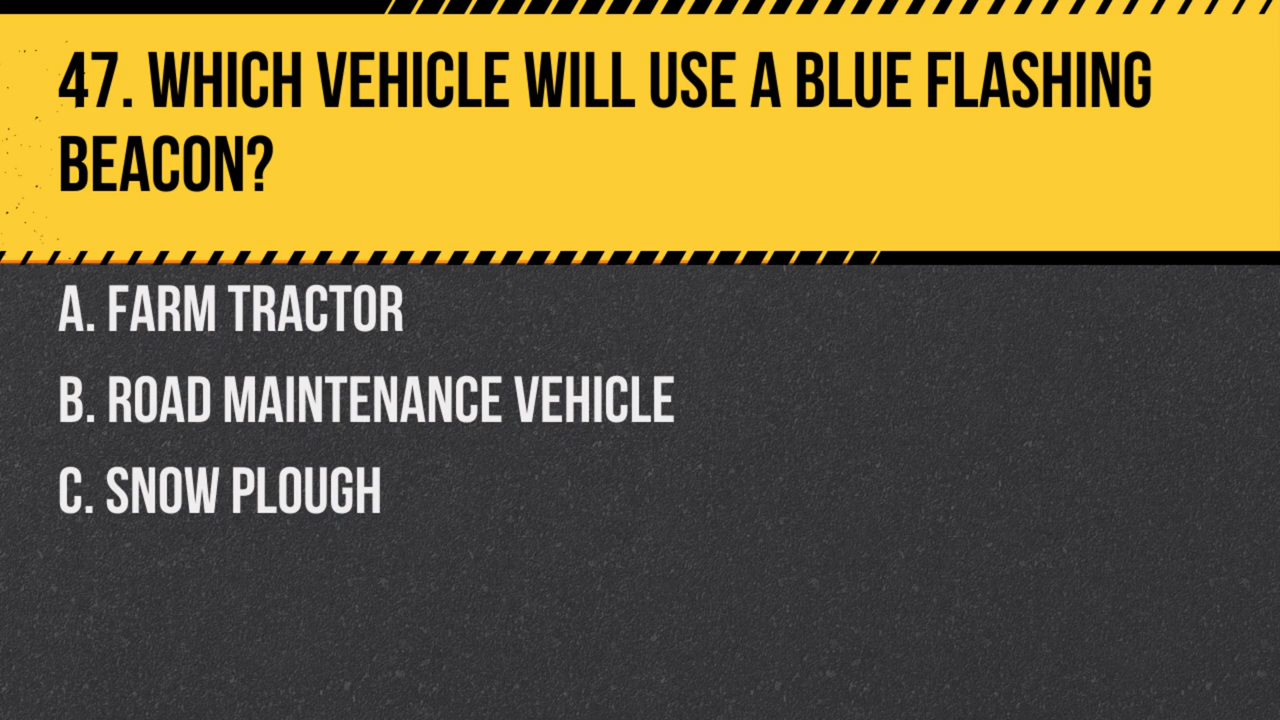 47. WHICH VEHICLE WILL USE A BLUE FLASHING
BEACON?
A. FARM TRACTOR
B. ROAD MAINTENANCE VEHICLE
C. SNOW PLOUGH